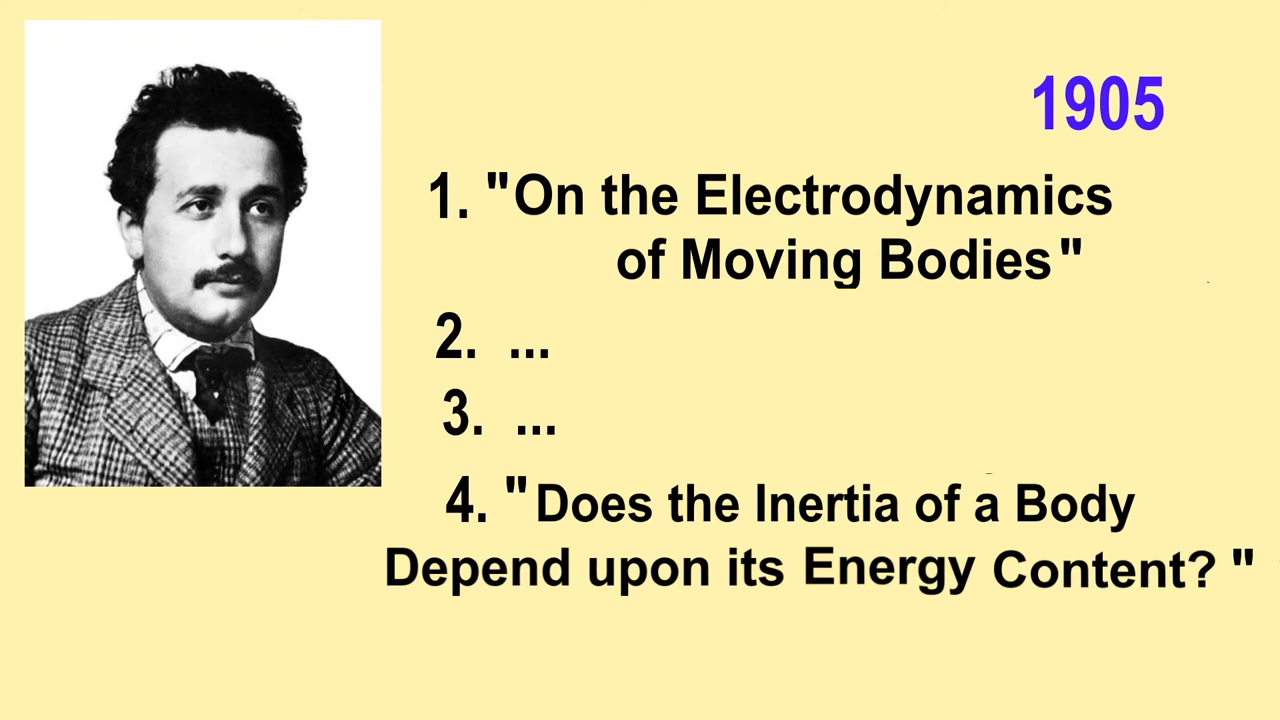 1905
1. "On the Electrodynamics
of Moving Bodies"
2. ...
3. ...
4. "Does the Inertia of a Body
Depend upon its Energy Content? "